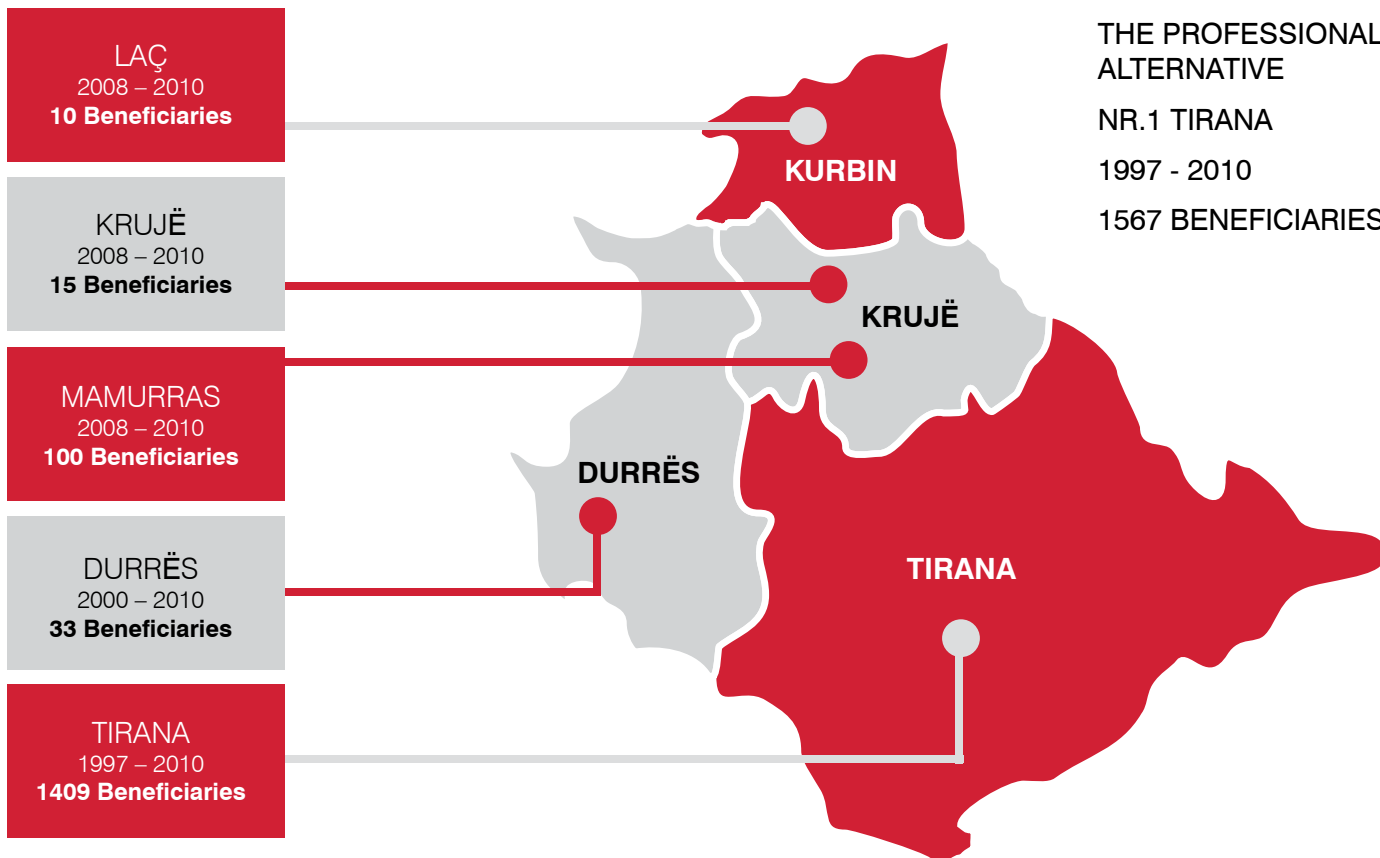 LAÇ
2008 – 2010
10 Beneficiaries
KRUJË
2008 – 2010
15 Beneficiaries
MAMURRAS
2008 – 2010
100 Beneficiaries
DURRËS
2000 – 2010
33 Beneficiaries
TIRANA
1997 – 2010
1409 Beneficiaries
KURBIN
KRUJË
DURRËS
TIRANA
THE PROFESSIONAL
ALTERNATIVE
NR.1 TIRANA
1997 - 2010
1567 BENEFICIARIES